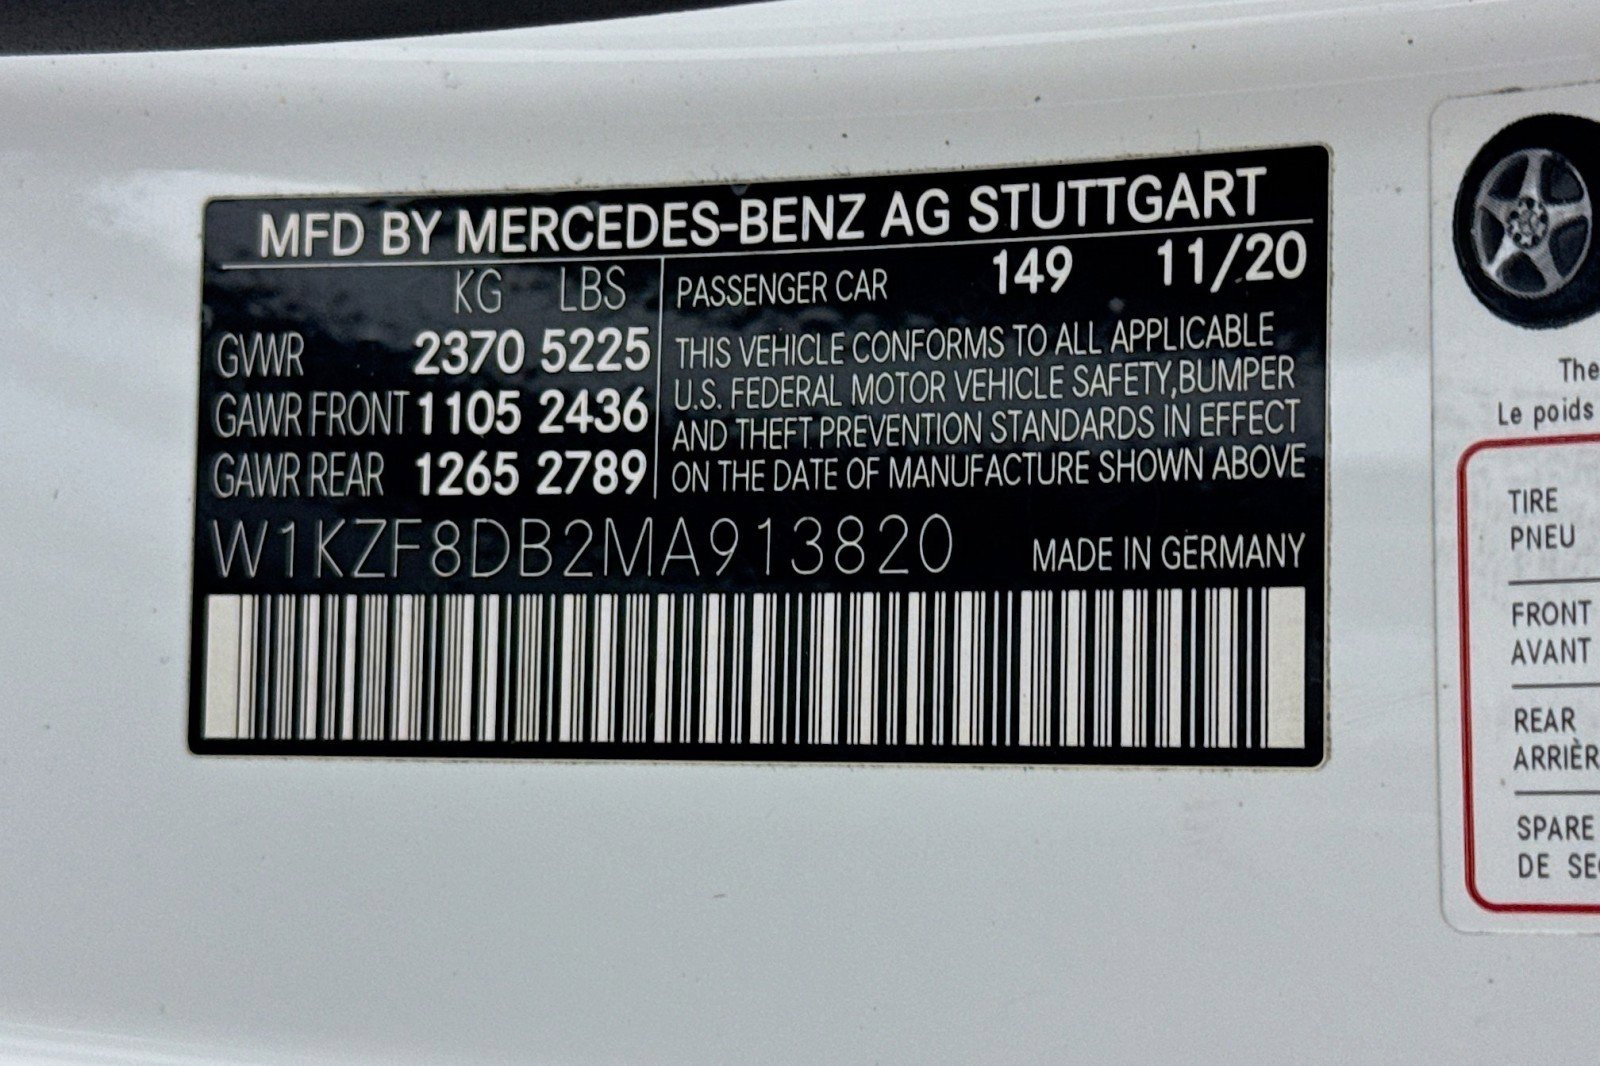 MFD BY MERCEDES-BENZ AG STUTTGART
KG LBS
GVWR 2370 5225
GAWR FRONT 1105 2436
GAWR REAR 1265 2789
PASSENGER CAR 149 11/20
THIS VEHICLE CONFORMS TO ALL APPLICABLE
U.S. FEDERAL MOTOR VEHICLE SAFETY, BUMPER
AND THEFT PREVENTION STANDARDS IN EFFECT
ON THE DATE OF MANUFACTURE SHOWN ABOVE
W1KZF8DB2MA913820 MADE IN GERMANY
The
Le poids
TIRE
PNEU
FRONT
AVANT
REAR
ARRIÈR
SPARE
DE